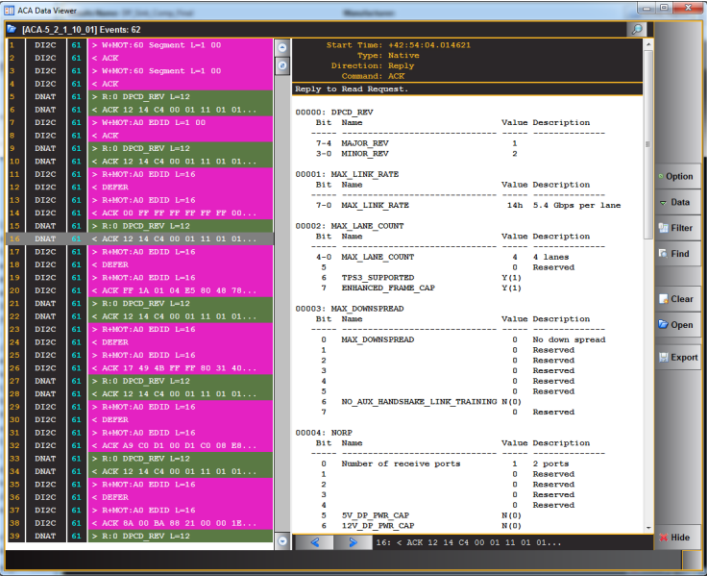 ACA Data Viewer
[ACA-5_2_1_10_01] Events: 62
1 DI2C 61 > W+MOT:60 Segment L=1 00
2 DI2C 61 < ACK
3 DI2C 61 > W+MOT:60 Segment L=1 00
4 DI2C 61 < ACK
5 DNAT 61 > R:0 DPCD_REV L=12
6 DNAT 61 < ACK 12 14 C4 00 01 11 01 01...
7 DI2C 61 > W+MOT:A0 EDID L=1 00
8 DI2C 61 < ACK
9 DNAT 61 > R:0 DPCD_REV L=12
10 DNAT 61 < ACK 12 14 C4 00 01 11 01 01...
11 DI2C 61 > R+MOT:A0 EDID L=16
12 DI2C 61 < DEFER
13 DI2C 61 > R+MOT:A0 EDID L=16
14 DI2C 61 < ACK 00 FF FF FF FF FF FF 00...
15 DNAT 61 > R:0 DPCD_REV L=12
16 DNAT 61 < ACK 12 14 C4 00 01 11 01 01...
17 DI2C 61 > R+MOT:A0 EDID L=16
18 DI2C 61 < DEFER
19 DI2C 61 > R+MOT:A0 EDID L=16
20 DI2C 61 < ACK FF 1A 01 04 E5 80 48 78...
21 DNAT 61 > R:0 DPCD_REV L=12
22 DNAT 61 < ACK 12 14 C4 00 01 11 01 01...
23 DI2C 61 > R+MOT:A0 EDID L=16
24 DI2C 61 < DEFER
25 DI2C 61 > R+MOT:A0 EDID L=16
26 DI2C 61 < ACK 17 49 4B FF FF 80 31 40...
27 DNAT 61 > R:0 DPCD_REV L=12
28 DNAT 61 < ACK 12 14 C4 00 01 11 01 01...
29 DI2C 61 > R+MOT:A0 EDID L=16
30 DI2C 61 < DEFER
31 DI2C 61 > R+MOT:A0 EDID L=16
32 DI2C 61 < ACK A9 C0 D1 00 D1 C0 08 E8...
33 DNAT 61 > R:0 DPCD_REV L=12
34 DNAT 61 < ACK 12 14 C4 00 01 11 01 01...
35 DI2C 61 > R+MOT:A0 EDID L=16
36 DI2C 61 < DEFER
37 DI2C 61 > R+MOT:A0 EDID L=16
38 DI2C 61 < ACK 8A 00 BA 88 21 00 00 1E...
39 DNAT 61 > R:0 DPCD_REV L=12
Start Time: +42:54:04.014621
Type: Native
Direction: Reply
Command: ACK
Reply to Read Request.
00000: DPCD_REV
Bit Name Value Description
7-4 MAJOR_REV 1
3-0 MINOR_REV 2
00001: MAX_LINK_RATE
Bit Name Value Description
7-0 MAX_LINK_RATE 14h 5.4 Gbps per lane
00002: MAX_LANE_COUNT
Bit Name Value Description
4-0 MAX_LANE_COUNT 4 4 lanes
5 0 Reserved
6 TPS3_SUPPORTED Y(1)
7 ENHANCED_FRAME_CAP Y(1)
00003: MAX_DOWNSPREAD
Bit Name Value Description
0 MAX_DOWNSPREAD 0 No down spread
1 0 Reserved
2 0 Reserved
3 0 Reserved
4 0 Reserved
5 0 Reserved
6 NO_AUX_HANDSHAKE_LINK_TRAINING N(0)
7 0 Reserved
00004: NORP
Bit Name Value Description
0 Number of receive ports 1 2 ports
1 0 Reserved
2 0 Reserved
3 0 Reserved
4 0 Reserved
5 5V_DP_PWR_CAP N(0)
6 12V_DP_PWR_CAP N(0)
16: < ACK 12 14 C4 00 01 11 01 01...
Option
Data
Filter
Find
Clear
Open
Export
Hide